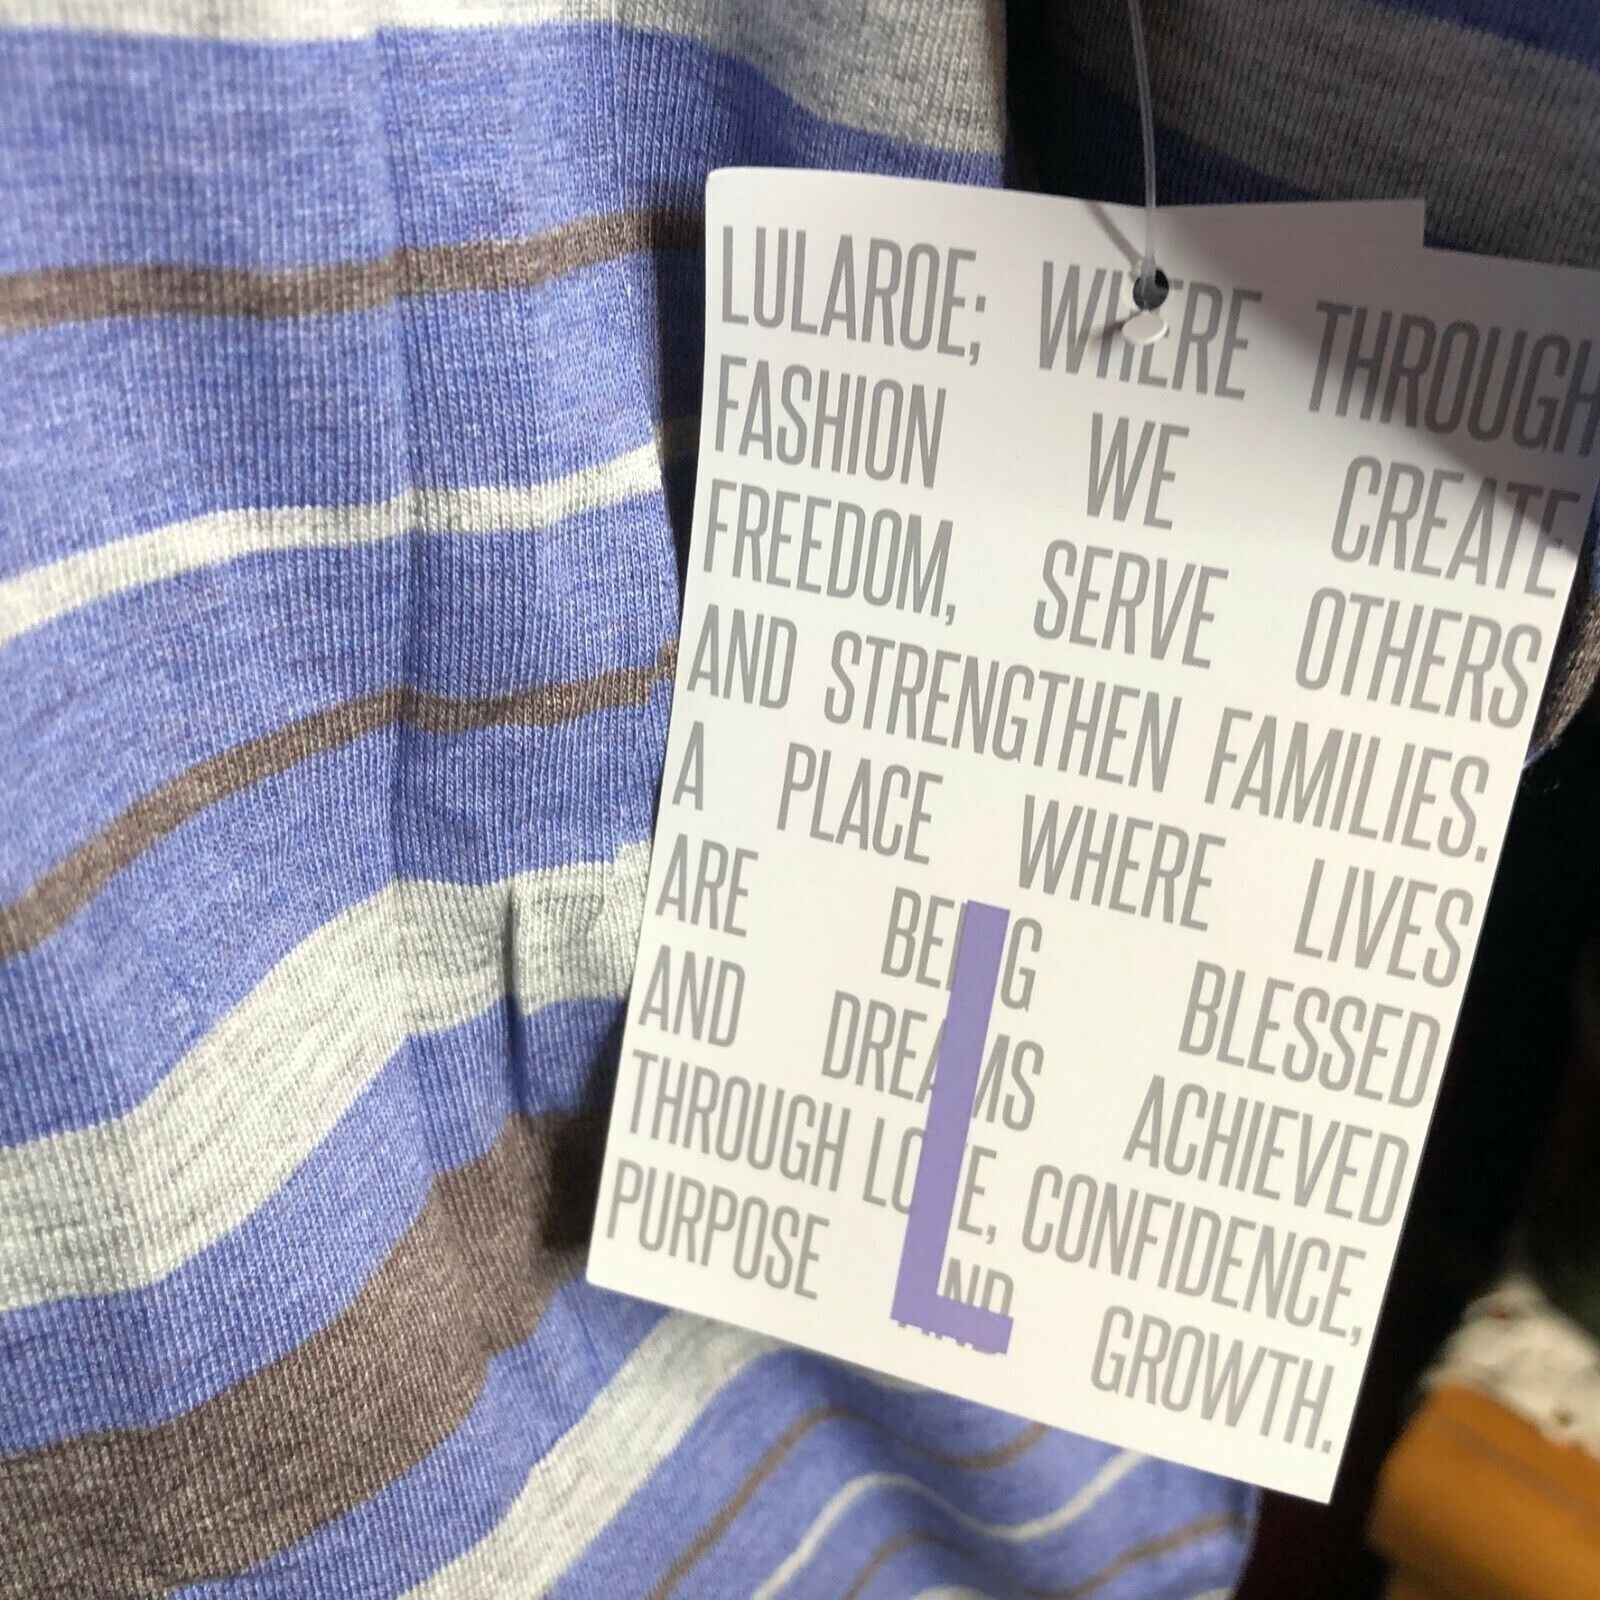 LULAROE; WHERE THROUGH
FASHION WE CREATE
FREEDOM, SERVE OTHERS
AND STRENGTHEN FAMILIES.
A PLACE WHERE LIVES
ARE BEING BLESSED
AND DREAMS ACHIEVED
THROUGH LOVE, CONFIDENCE,
PURPOSE AND GROWTH.